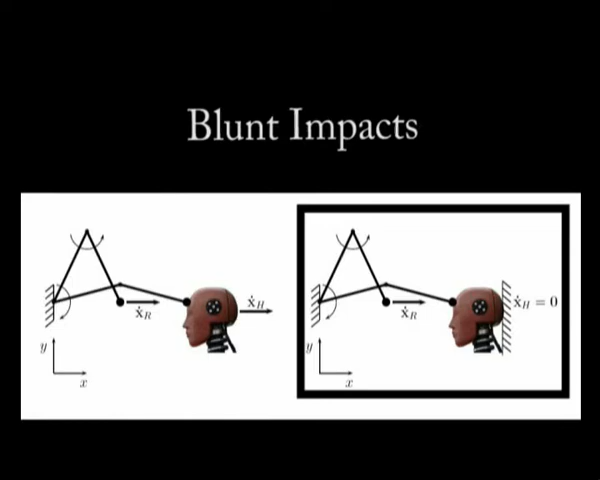 Blunt Impacts
ẋ_R
ẋ_H
y
x
ẋ_R
ẋ_H = 0
y
x